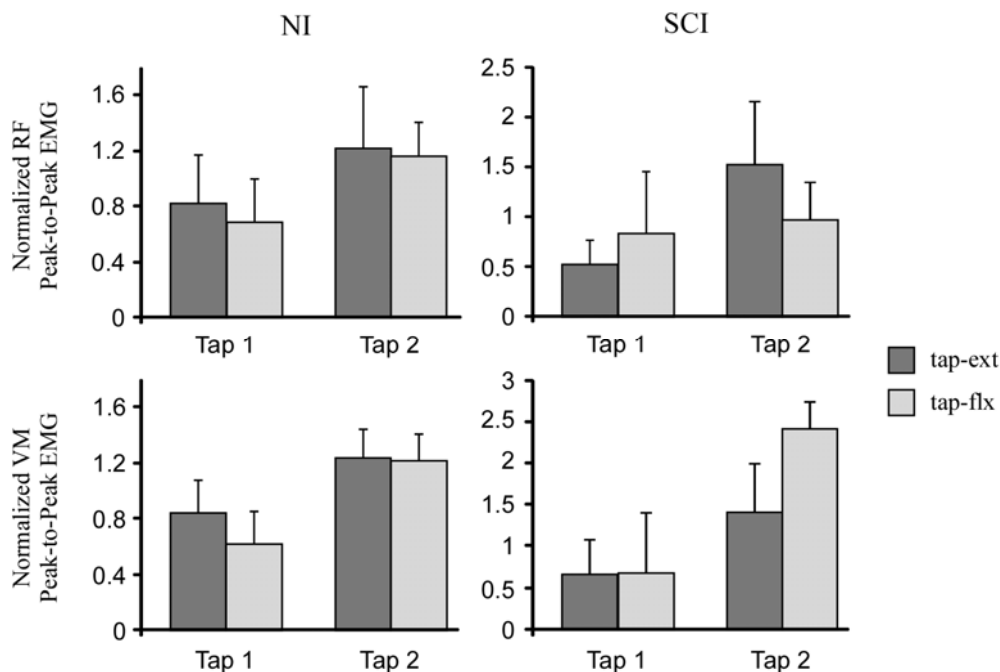 NI
SCI
Normalized RF
Peak-to-Peak EMG
1.6
1.2
0.8
0.4
0
Tap 1
Tap 2
2.5
2
1.5
1
0.5
0
Tap 1
Tap 2
tap-ext
tap-flx
Normalized VM
Peak-to-Peak EMG
1.6
1.2
0.8
0.4
0
Tap 1
Tap 2
3
2.5
2
1.5
1
0.5
0
Tap 1
Tap 2